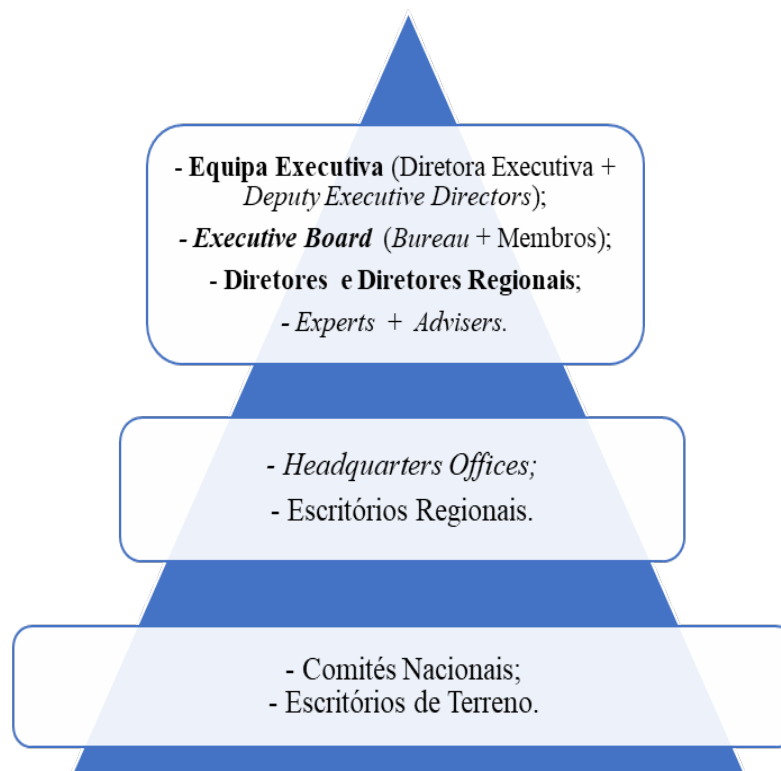 - Equipa Executiva (Diretora Executiva +
Deputy Executive Directors);
- Executive Board (Bureau + Membros);
- Diretores e Diretores Regionais;
- Experts + Advisers.
- Headquarters Offices;
- Escritórios Regionais.
- Comités Nacionais;
- Escritórios de Terreno.